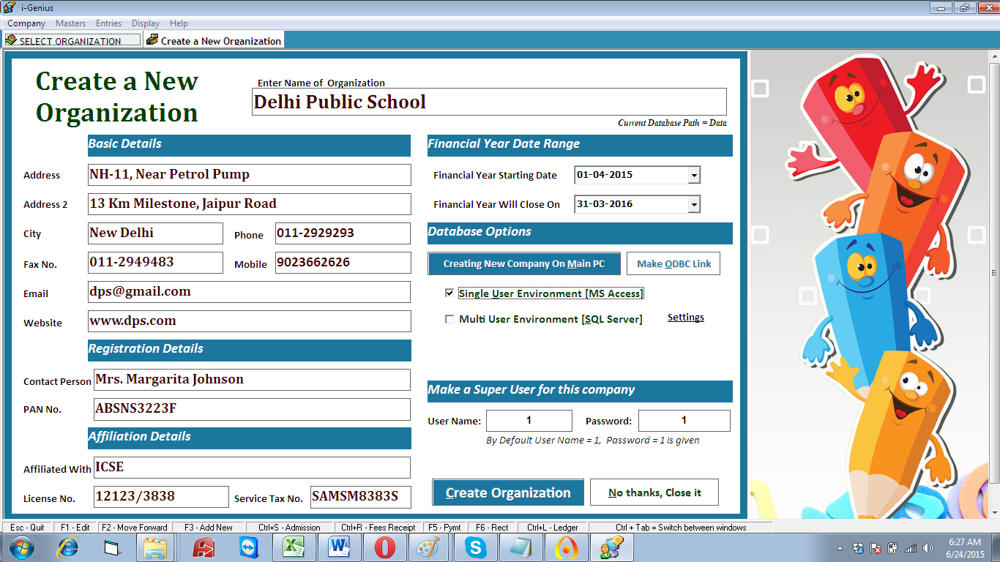 i-Genius
Company Masters Entries Display Help
SELECT ORGANIZATION Create a New Organization
Create a New
Organization
Enter Name of Organization
Delhi Public School
Current Database Path = Data
Basic Details
Address NH-11, Near Petrol Pump
Address 2 13 Km Milestone, Jaipur Road
City New Delhi Phone 011-2929293
Fax No. 011-2949483 Mobile 9023662626
Email dps@gmail.com
Website www.dps.com
Registration Details
Contact Person Mrs. Margarita Johnson
PAN No. ABSNS3223F
Affiliation Details
Affiliated With ICSE
License No. 12123/3838 Service Tax No. SAMSM8383S
Financial Year Date Range
Financial Year Starting Date 01-04-2015
Financial Year Will Close On 31-03-2016
Database Options
Creating New Company On Main PC Make ODBC Link
Single User Environment [MS Access]
Multi User Environment [SQL Server] Settings
Make a Super User for this company
User Name: 1 Password: 1
By Default User Name = 1, Password = 1 is given
Create Organization No thanks, Close it
Esc - Quit F1 - Edit F2 - Move Forward F3 - Add New Ctrl+S - Admission Ctrl+R - Fees Receipt F5 - Pymt F6 - Rect Ctrl+L - Ledger Ctrl + Tab = Switch between windows
6:27 AM
6/24/2015